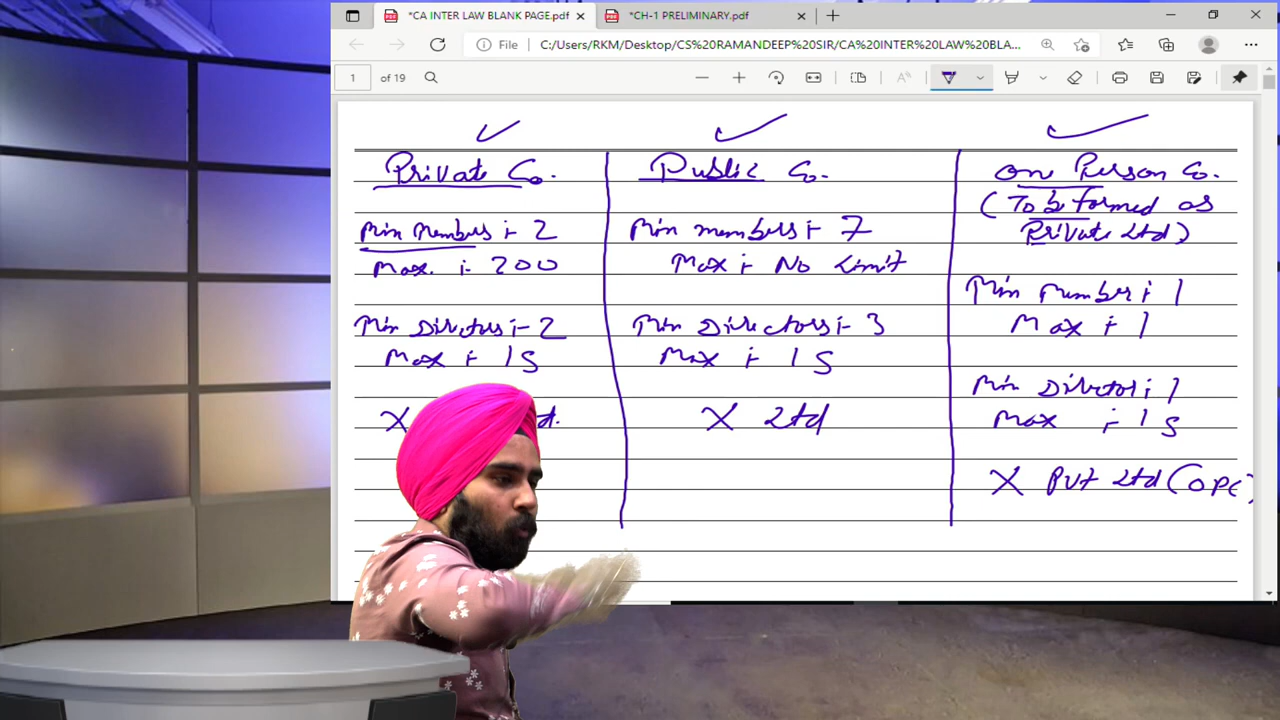 *CA INTER LAW BLANK PAGE.pdf
*CH-1 PRELIMINARY.pdf
File C:/Users/RKM/Desktop/CS%20RAMANDEEP%20SIR/CA%20INTER%20LAW%20BLA...
1 of 19
Private Co.
Min Members :- 2
Max. :- 200
Min Directors :- 2
Max :- 15
X d.
Public Co.
Min members :- 7
Max :- No Limit
Min Directors :- 3
Max :- 15
X Ltd
One Person Co.
(To be formed as
Private Ltd)
Min Member :- 1
Max :- 1
Min Director :- 1
Max :- 15
X Pvt Ltd (OPC)